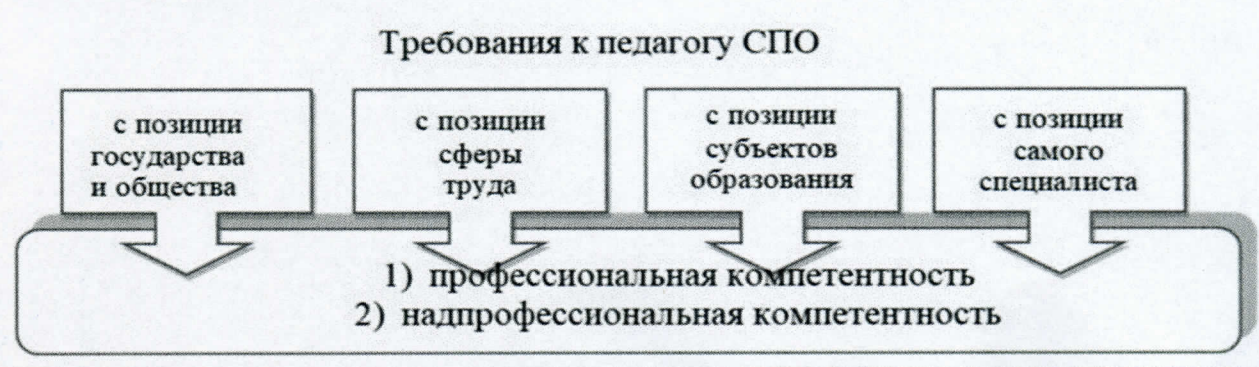 Требования к педагогу СПО
с позиции
государства
и общества
с позиции
сферы
труда
с позиции
субъектов
образования
с позиции
самого
специалиста
1) профессиональная компетентность
2) надпрофессиональная компетентность